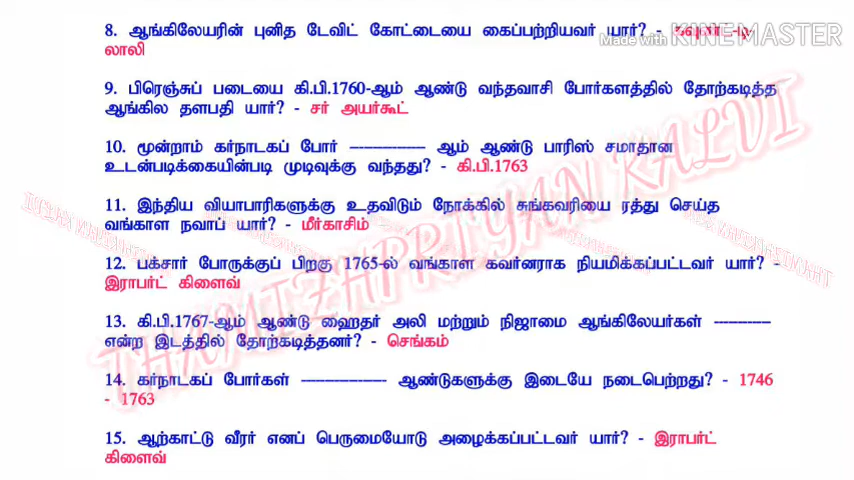 8. ஆங்கிலேயரின் புனித டேவிட் கோட்டையை கைப்பற்றியவர் யார்? -
Made with KINEMASTER
லாலி
9. பிரெஞ்சுப் படையை கி.பி.1760-ஆம் ஆண்டு வந்தவாசி போர்களத்தில் தோற்கடித்த
ஆங்கில தளபதி யார்? - சர் அயர்கூட்
10. மூன்றாம் கர்நாடகப் போர் ---------------- ஆம் ஆண்டு பாரிஸ் சமாதான
உடன்படிக்கையின்படி முடிவுக்கு வந்தது? - கி.பி.1763
11. இந்திய வியாபாரிகளுக்கு உதவிடும் நோக்கில் சுங்கவரியை ரத்து செய்த
வங்காள நவாப் யார்? - மீர்காசிம்
12. பக்சார் போருக்குப் பிறகு 1765-ல் வங்காள கவர்னராக நியமிக்கப்பட்டவர் யார்? -
இராபர்ட் கிளைவ்
13. கி.பி.1767-ஆம் ஆண்டு ஹைதர் அலி மற்றும் நிஜாமை ஆங்கிலேயர்கள் ------------
என்ற இடத்தில் தோற்கடித்தனர்? - செங்கம்
14. கர்நாடகப் போர்கள் ------------------ ஆண்டுகளுக்கு இடையே நடைபெற்றது? - 1746
- 1763
15. ஆற்காட்டு வீரர் எனப் பெருமையோடு அழைக்கப்பட்டவர் யார்? - இராபர்ட்
கிளைவ்
THAMIZHPRIYAN KALVI